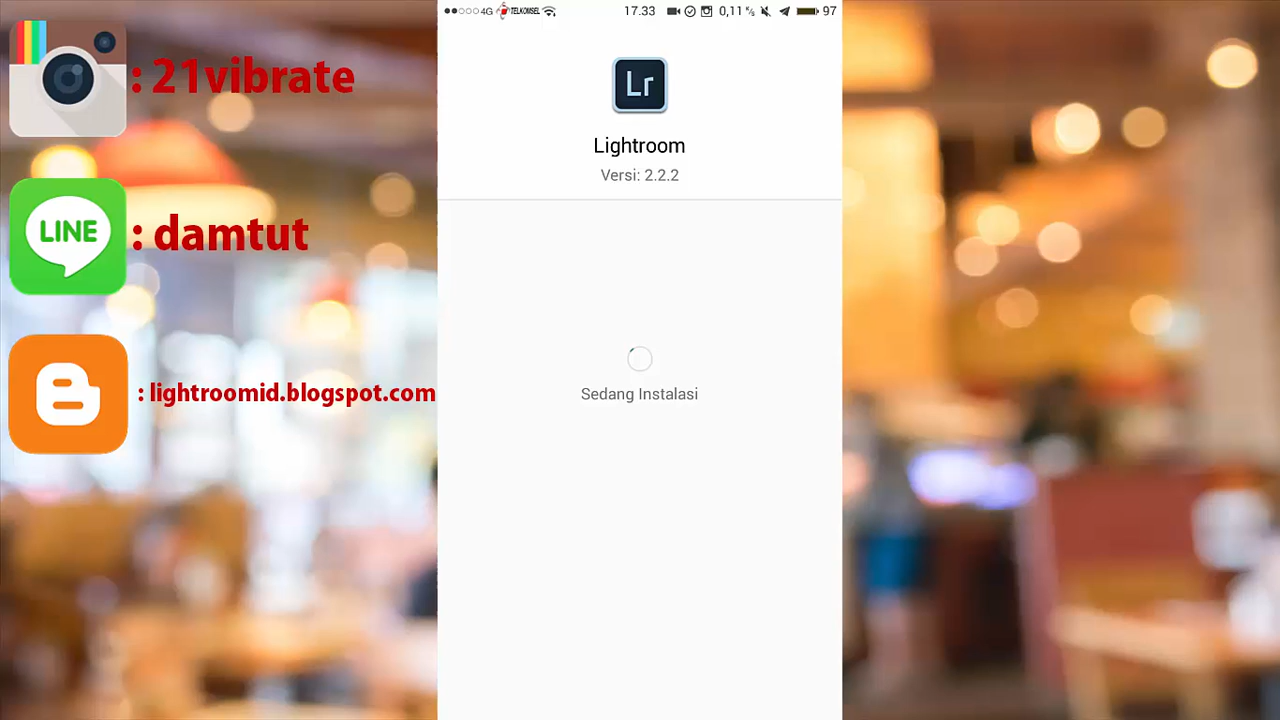 4G TELKOMSEL 17.33 0,11 K/s 97
: 21vibrate
LINE
: damtut
: lightroomid.blogspot.com
Lr
Lightroom
Versi: 2.2.2
Sedang Instalasi